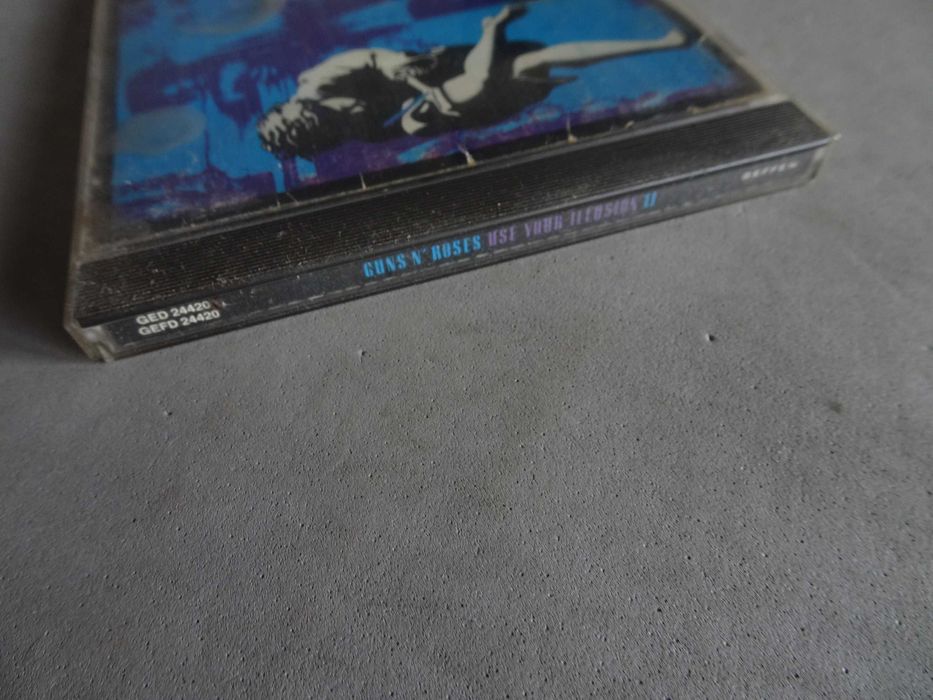 GED 24420
GEFD 24420
GUNS N' ROSES USE YOUR ILLUSION II
GEFFEN